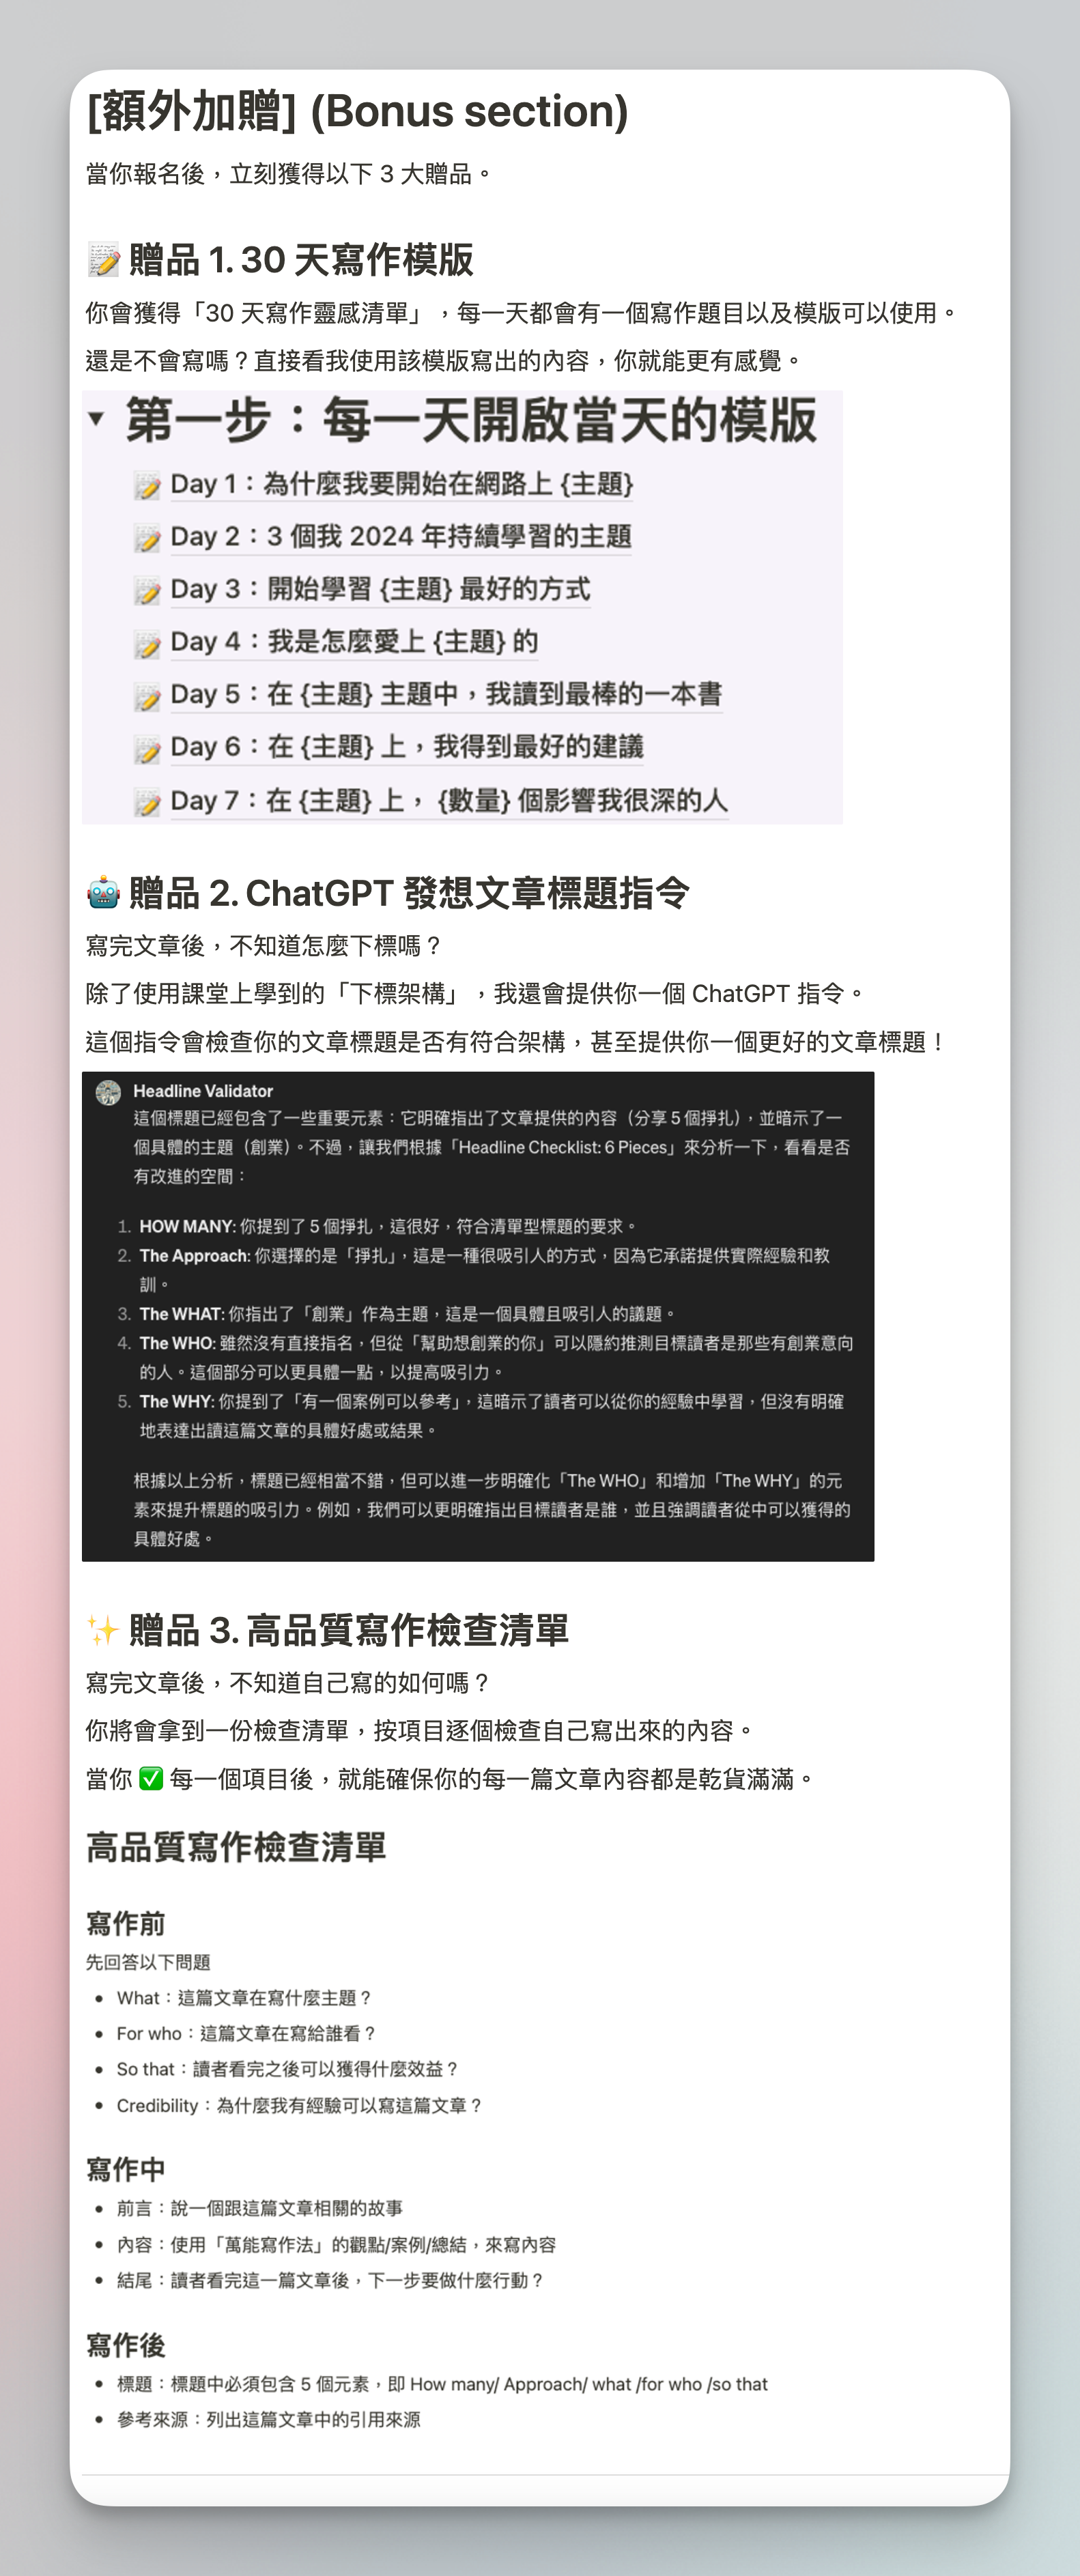 [額外加贈] (Bonus section)
當你報名後，立刻獲得以下 3 大贈品。
📝 贈品 1. 30 天寫作模版
你會獲得「30 天寫作靈感清單」，每一天都會有一個寫作題目以及模版可以使用。
還是不會寫嗎？直接看我使用該模版寫出的內容，你就能更有感覺。
▼ 第一步：每一天開啟當天的模版
📝 Day 1：為什麼我要開始在網路上 {主題}
📝 Day 2：3 個我 2024 年持續學習的主題
📝 Day 3：開始學習 {主題} 最好的方式
📝 Day 4：我是怎麼愛上 {主題} 的
📝 Day 5：在 {主題} 主題中，我讀到最棒的一本書
📝 Day 6：在 {主題} 上，我得到最好的建議
📝 Day 7：在 {主題} 上， {數量} 個影響我很深的人
🤖 贈品 2. ChatGPT 發想文章標題指令
寫完文章後，不知道怎麼下標嗎？
除了使用課堂上學到的「下標架構」，我還會提供你一個 ChatGPT 指令。
這個指令會檢查你的文章標題是否有符合架構，甚至提供你一個更好的文章標題！
Headline Validator
這個標題已經包含了一些重要元素：它明確指出了文章提供的內容（分享 5 個掙扎），並暗示了一
個具體的主題（創業）。不過，讓我們根據「Headline Checklist: 6 Pieces」來分析一下，看看是否
有改進的空間：
1. HOW MANY: 你提到了 5 個掙扎，這很好，符合清單型標題的要求。
2. The Approach: 你選擇的是「掙扎」，這是一種很吸引人的方式，因為它承諾提供實際經驗和教
訓。
3. The WHAT: 你指出了「創業」作為主題，這是一個具體且吸引人的議題。
4. The WHO: 雖然沒有直接指名，但從「幫助想創業的你」可以隱約推測目標讀者是那些有創業意向
的人。這個部分可以更具體一點，以提高吸引力。
5. The WHY: 你提到了「有一個案例可以參考」，這暗示了讀者可以從你的經驗中學習，但沒有明確
地表達出讀這篇文章的具體好處或結果。
根據以上分析，標題已經相當不錯，但可以進一步明確化「The WHO」和增加「The WHY」的元
素來提升標題的吸引力。例如，我們可以更明確指出目標讀者是誰，並且強調讀者從中可以獲得的
具體好處。
✨ 贈品 3. 高品質寫作檢查清單
寫完文章後，不知道自己寫的如何嗎？
你將會拿到一份檢查清單，按項目逐個檢查自己寫出來的內容。
當你 ✅ 每一個項目後，就能確保你的每一篇文章內容都是乾貨滿滿。
高品質寫作檢查清單
寫作前
先回答以下問題
• What：這篇文章在寫什麼主題？
• For who：這篇文章在寫給誰看？
• So that：讀者看完之後可以獲得什麼效益？
• Credibility：為什麼我有經驗可以寫這篇文章？
寫作中
• 前言：說一個跟這篇文章相關的故事
• 內容：使用「萬能寫作法」的觀點/案例/總結，來寫內容
• 結尾：讀者看完這一篇文章後，下一步要做什麼行動？
寫作後
• 標題：標題中必須包含 5 個元素，即 How many/ Approach/ what /for who /so that
• 參考來源：列出這篇文章中的引用來源